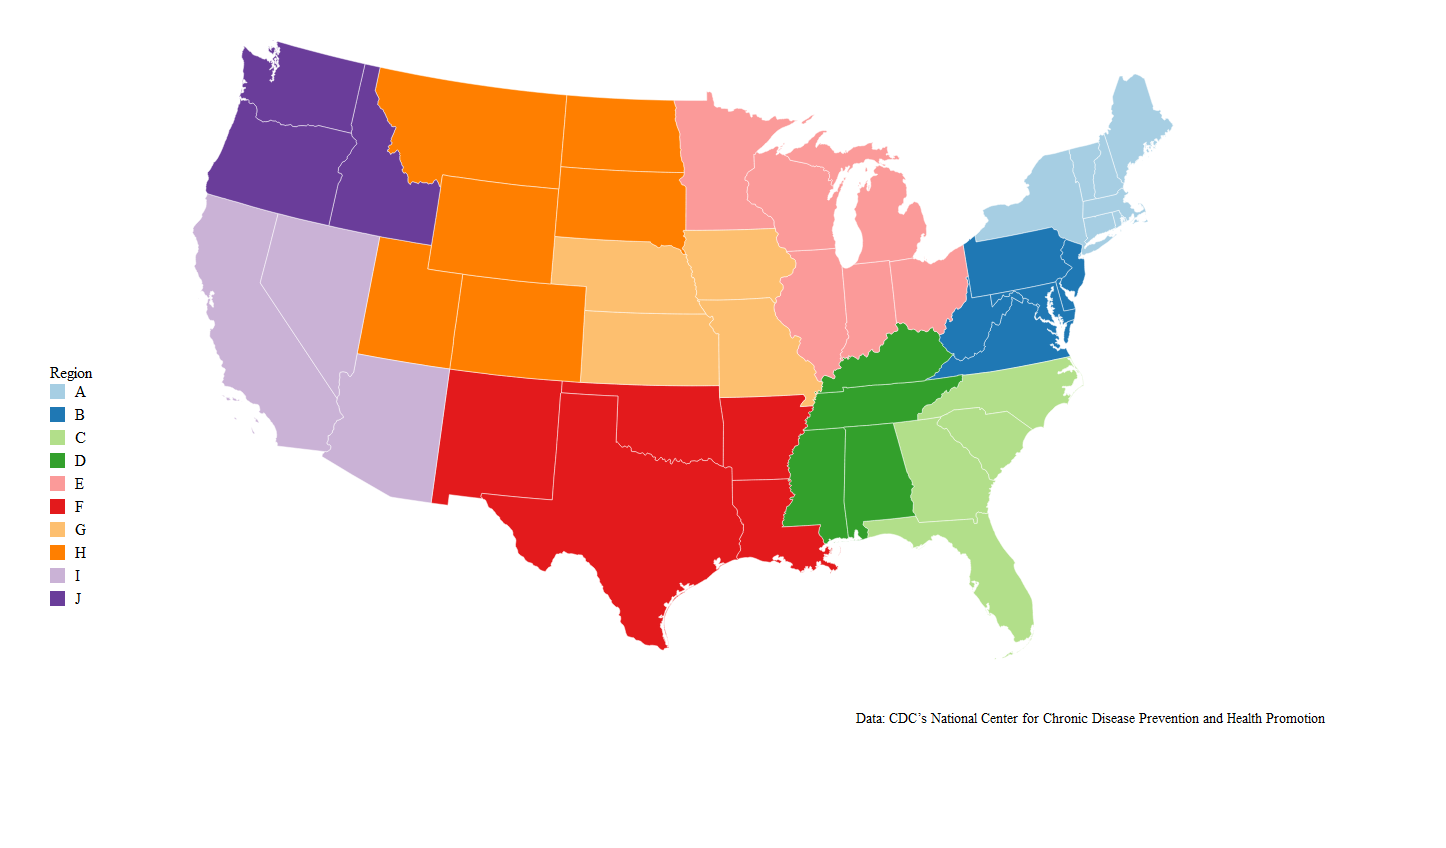 Region
A
B
C
D
E
F
G
H
I
J
Data: CDC’s National Center for Chronic Disease Prevention and Health Promotion